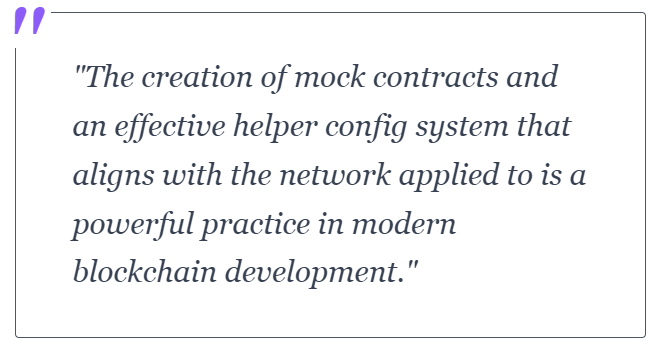 "The creation of mock contracts and
an effective helper config system that
aligns with the network applied to is a
powerful practice in modern
blockchain development."